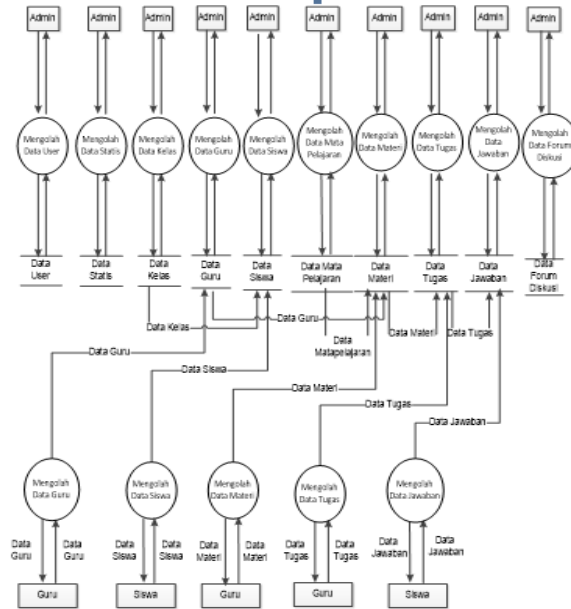 Admin Admin Admin Admin Admin Admin Admin Admin Admin Admin
Mengolah
Data User
Mengolah
Data Statis
Mengolah
Data Kelas
Mengolah
Data Guru
Mengolah
Data Siswa
Mengolah
Data Mata
Pelajaran
Mengolah
Data Materi
Mengolah
Data Tugas
Mengolah
Data
Jawaban
Mengolah
Data Forum
Diskusi
Data
User
Data
Statis
Data
Kelas
Data
Guru
Data
Siswa
Data Mata
Pelajaran
Data
Materi
Data
Tugas
Data
Jawaban
Data
Forum
Diskusi
Data Kelas
Data Guru
Data
Matapelajaran
Data Materi
Data Tugas
Data Guru
Data Siswa
Data Materi
Data Tugas
Data Jawaban
Mengolah
Data Guru
Mengolah
Data Siswa
Mengolah
Data Materi
Mengolah
Data Tugas
Mengolah
Data Jawaban
Data
Guru
Data
Guru
Data
Siswa
Data
Siswa
Data
Materi
Data
Materi
Data
Tugas
Data
Tugas
Data
Jawaban
Data
Jawaban
Guru Siswa Guru Guru Siswa